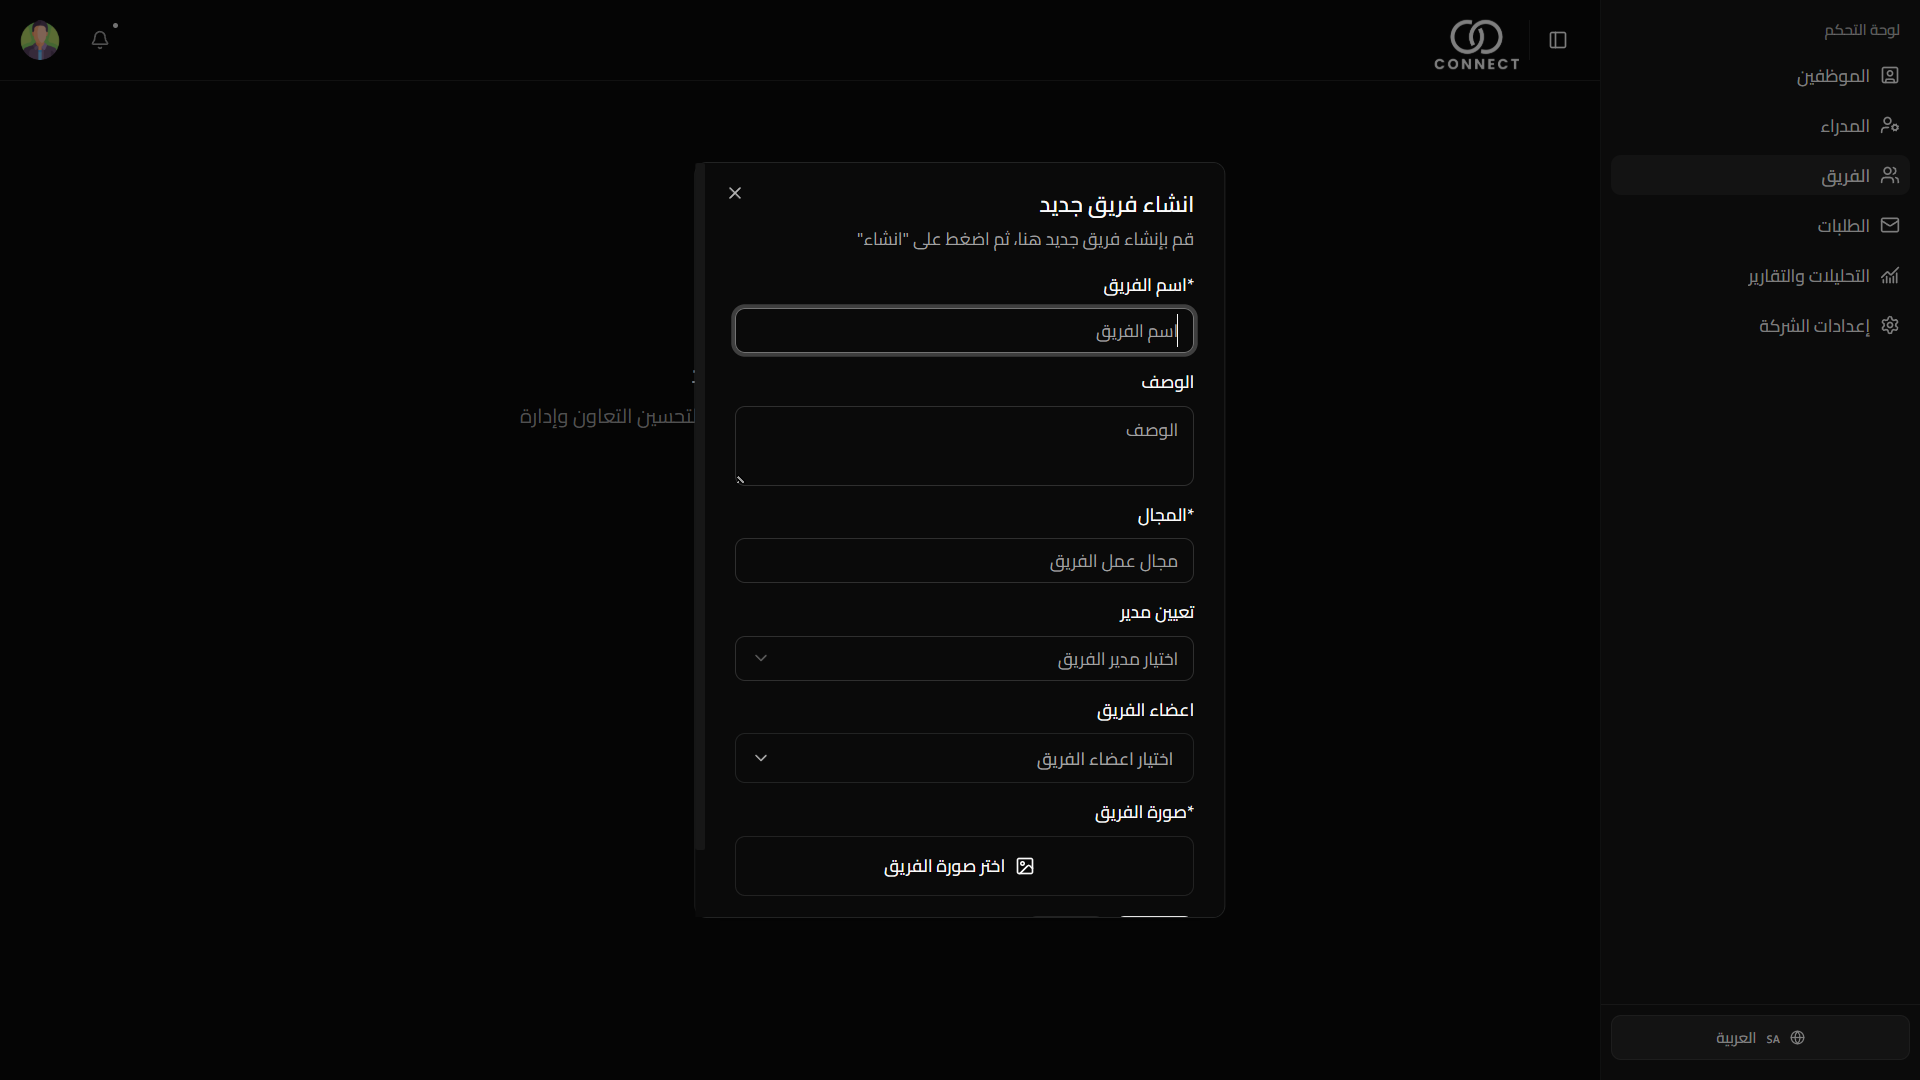 CONNECT
لوحة التحكم
الموظفين
المدراء
الفريق
الطلبات
التحليلات والتقارير
إعدادات الشركة
العربية SA
لتحسين التعاون وإدارة
انشاء فريق جديد
قم بإنشاء فريق جديد هنا، ثم اضغط على "انشاء"
*اسم الفريق
اسم الفريق
الوصف
الوصف
*المجال
مجال عمل الفريق
تعيين مدير
اختيار مدير الفريق
اعضاء الفريق
اختيار اعضاء الفريق
*صورة الفريق
اختر صورة الفريق